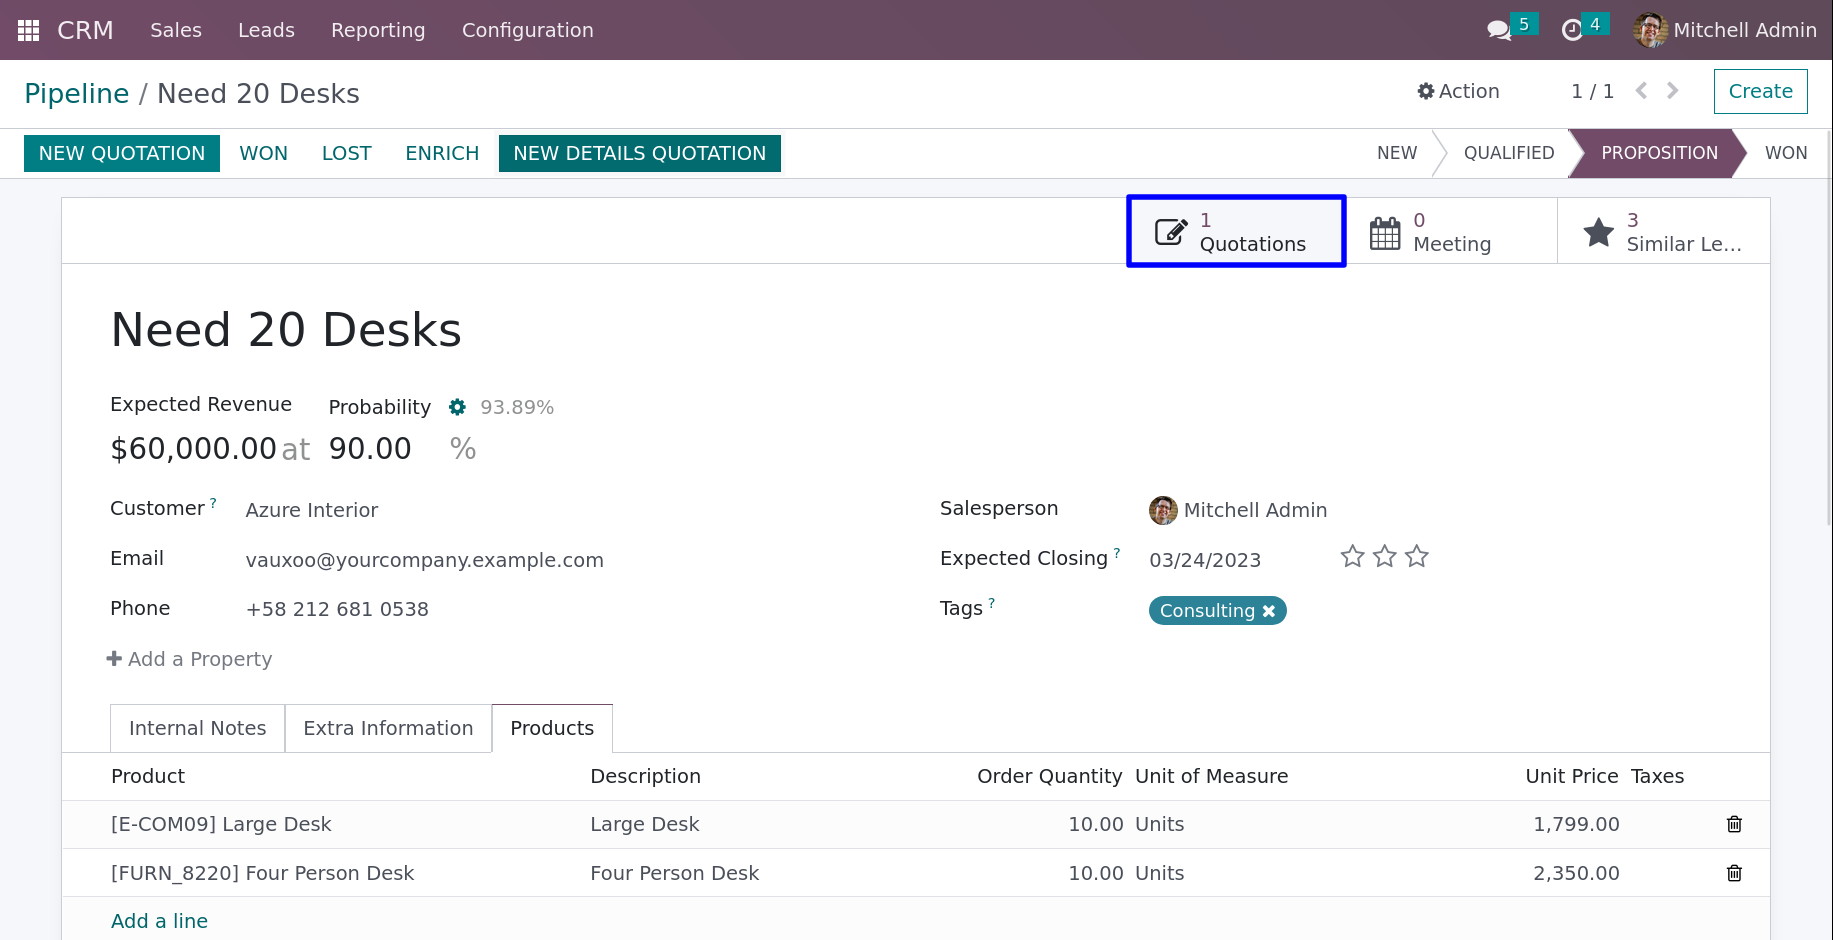 CRM Sales Leads Reporting Configuration 5 4 Mitchell Admin
Pipeline / Need 20 Desks Action 1 / 1 Create
NEW QUOTATION WON LOST ENRICH NEW DETAILS QUOTATION NEW QUALIFIED PROPOSITION WON
1 Quotations
0 Meeting
3 Similar Le...
Need 20 Desks
Expected Revenue Probability 93.89%
$60,000.00 at 90.00 %
Customer ? Azure Interior Salesperson Mitchell Admin
Email vauxoo@yourcompany.example.com Expected Closing ? 03/24/2023
Phone +58 212 681 0538 Tags ? Consulting
Add a Property
Internal Notes Extra Information Products
Product Description Order Quantity Unit of Measure Unit Price Taxes
[E-COM09] Large Desk Large Desk 10.00 Units 1,799.00
[FURN_8220] Four Person Desk Four Person Desk 10.00 Units 2,350.00
Add a line